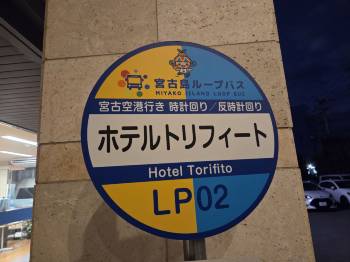 宮古島ループバス
MIYAKO ISLAND LOOP BUS
宮古空港行き 時計回り／反時計回り
ホテルトリフィート
Hotel Torifito
LP02